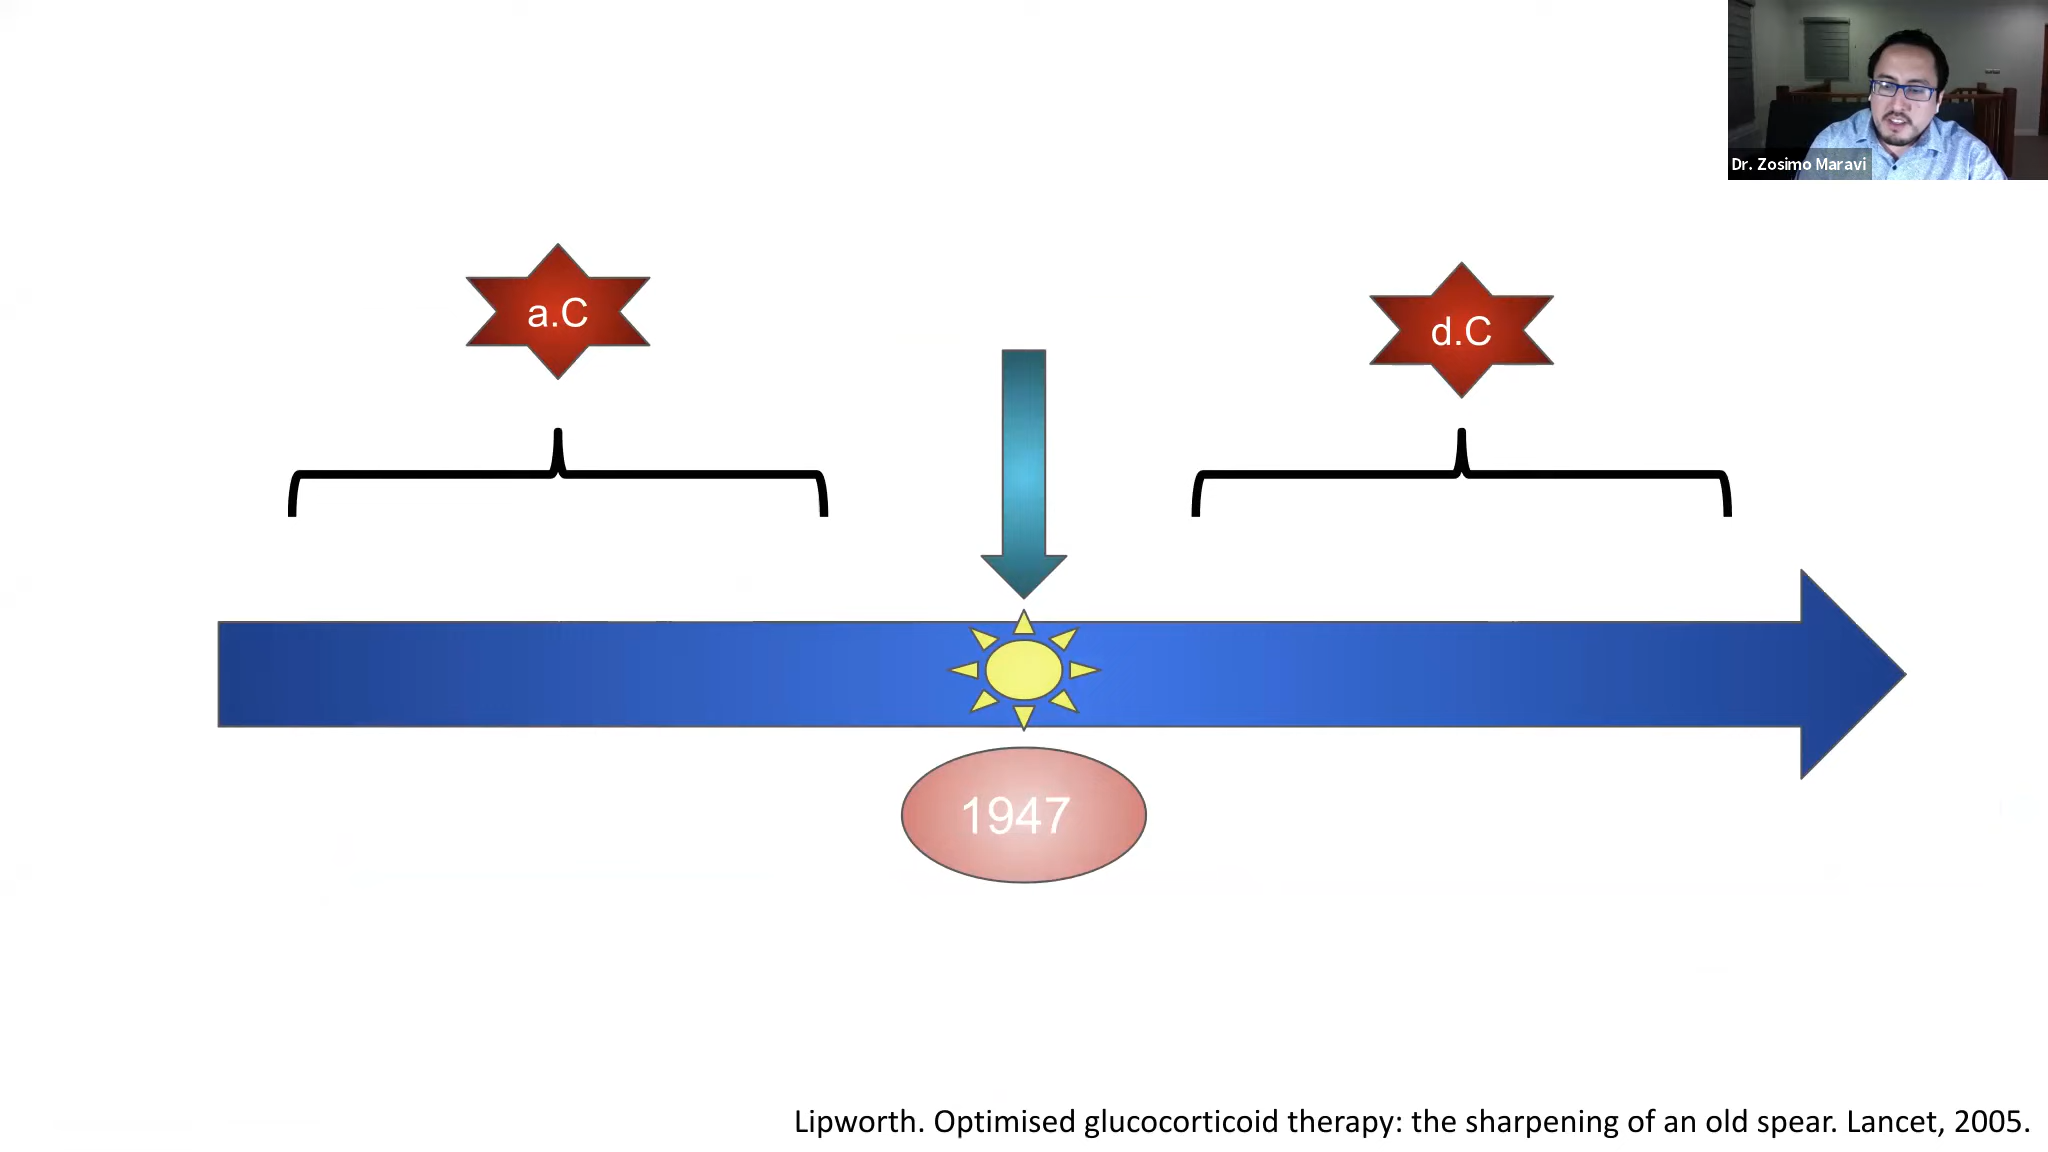 Dr. Zosimo Maravi
a.C
d.C
1947
Lipworth. Optimised glucocorticoid therapy: the sharpening of an old spear. Lancet, 2005.